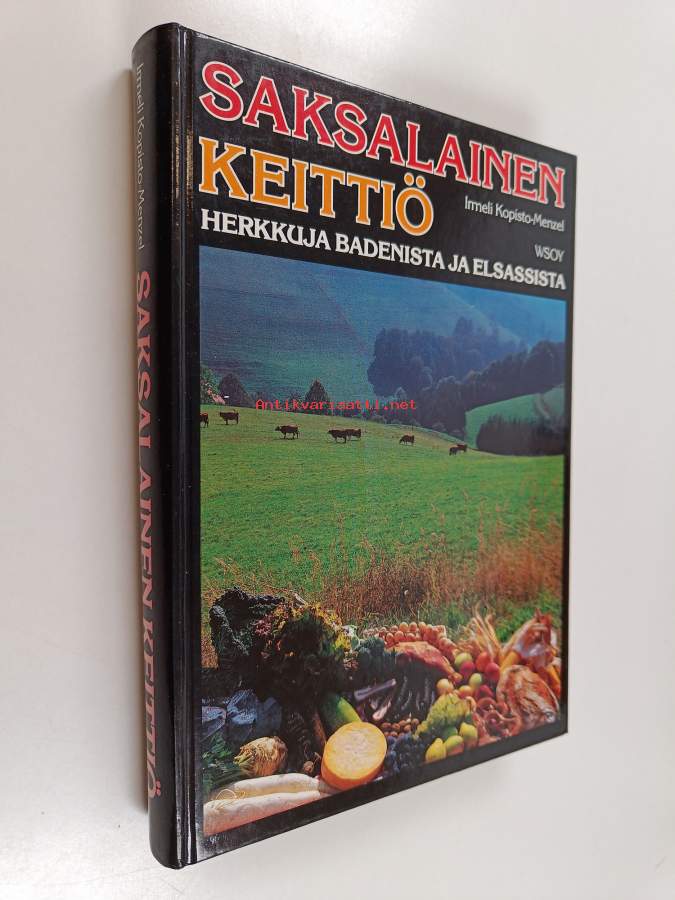 SAKSALAINEN
KEITTIÖ
Irmeli Kopisto-Menzel
WSOY
HERKKUJA BADENISTA JA ELSASSISTA
Antikvariaatti.net
Irmeli Kopisto-Menzel SAKSALAINEN KEITTIÖ